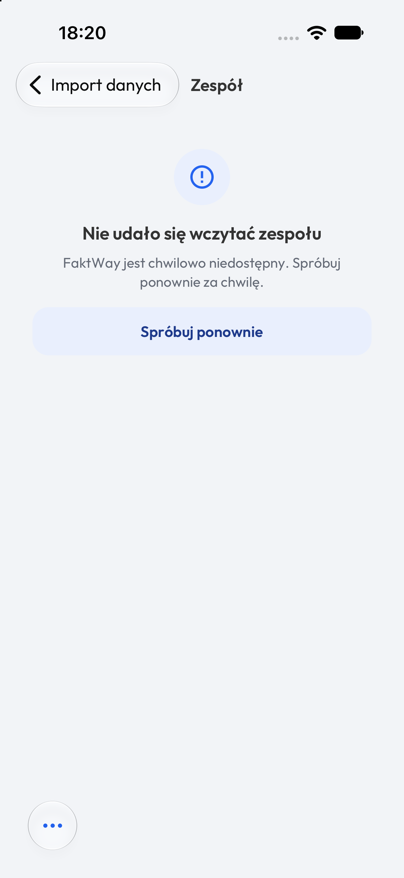 18:20
Import danych
Zespół
Nie udało się wczytać zespołu
FaktWay jest chwilowo niedostępny. Spróbuj
ponownie za chwilę.
Spróbuj ponownie